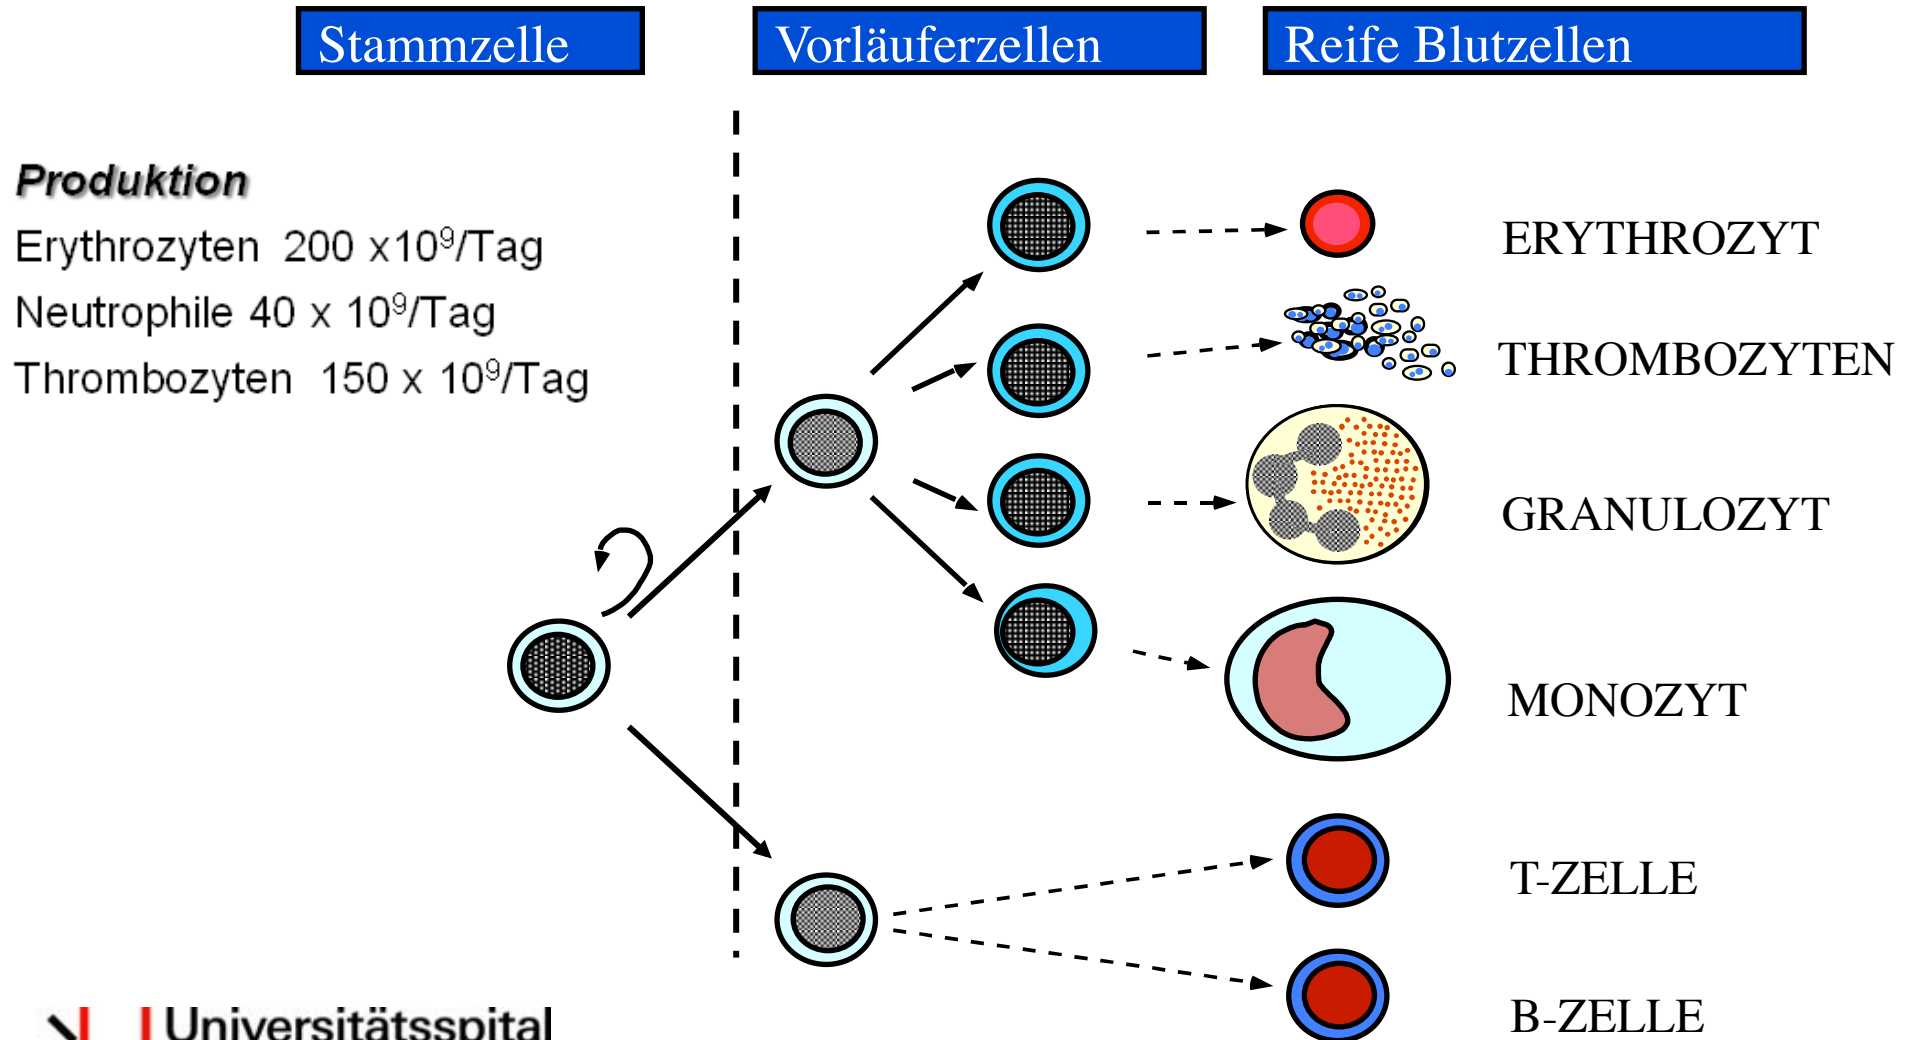 Stammzelle
Vorläuferzellen
Reife Blutzellen
Produktion
Erythrozyten 200 x10⁹/Tag
Neutrophile 40 x 10⁹/Tag
Thrombozyten 150 x 10⁹/Tag
ERYTHROZYT
THROMBOZYTEN
GRANULOZYT
MONOZYT
T-ZELLE
B-ZELLE
Universitätsspital